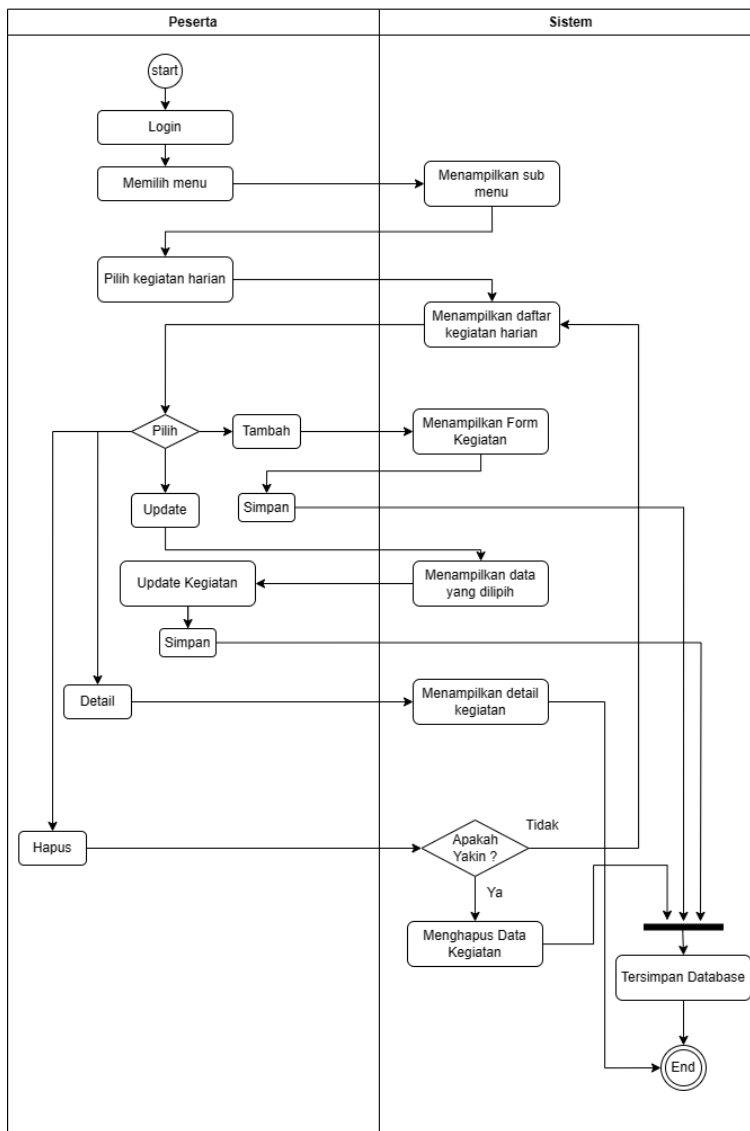 Peserta
Sistem
start
Login
Memilih menu
Menampilkan sub
menu
Pilih kegiatan harian
Menampilkan daftar
kegiatan harian
Pilih
Tambah
Menampilkan Form
Kegiatan
Simpan
Update
Menampilkan data
yang dilipih
Update Kegiatan
Simpan
Detail
Menampilkan detail
kegiatan
Hapus
Apakah
Yakin ?
Tidak
Ya
Menghapus Data
Kegiatan
Tersimpan Database
End